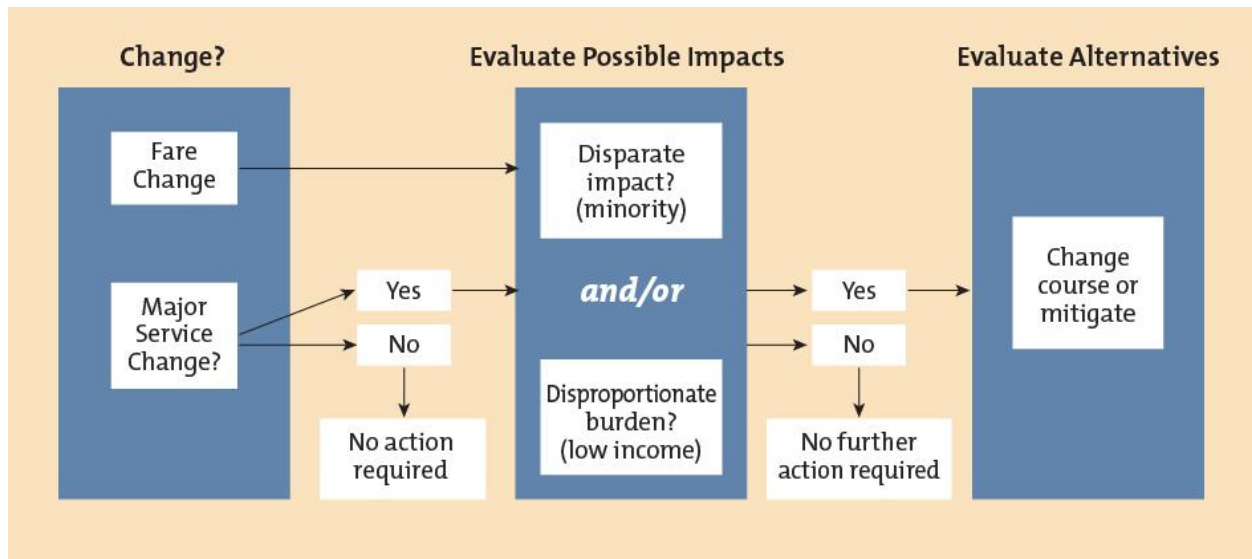 Change?
Fare
Change
Major
Service
Change?
Yes
No
No action
required
Evaluate Possible Impacts
Disparate
impact?
(minority)
and/or
Disproportionate
burden?
(low income)
Yes
No
No further
action required
Evaluate Alternatives
Change
course or
mitigate